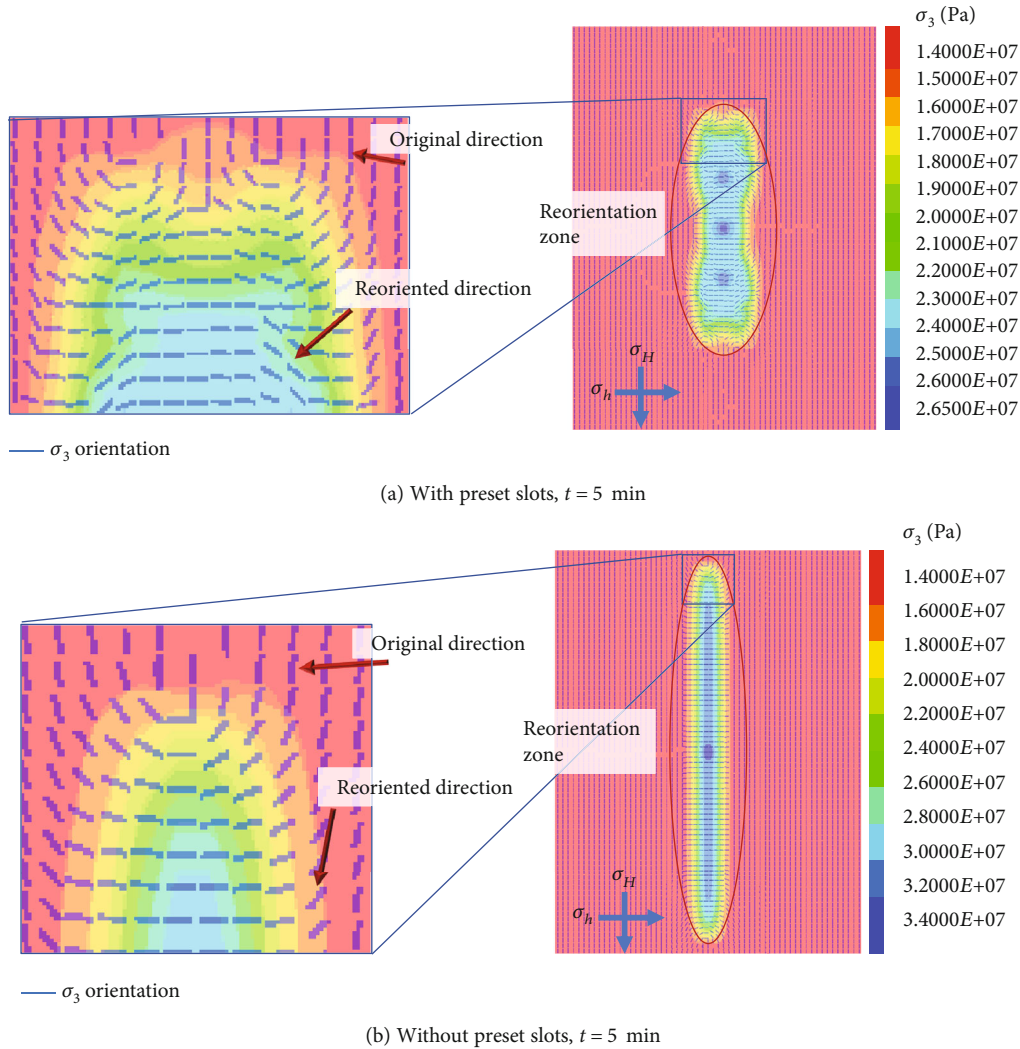 σ₃ (Pa)
1.4000E+07
1.5000E+07
1.6000E+07
1.7000E+07
1.8000E+07
1.9000E+07
2.0000E+07
2.1000E+07
2.2000E+07
2.3000E+07
2.4000E+07
2.5000E+07
2.6000E+07
2.6500E+07
Original direction
Reorientation
zone
Reoriented direction
σH
σh
σ₃ orientation
(a) With preset slots, t = 5 min
σ₃ (Pa)
1.4000E+07
1.6000E+07
1.8000E+07
2.0000E+07
2.2000E+07
2.4000E+07
2.6000E+07
2.8000E+07
3.0000E+07
3.2000E+07
3.4000E+07
Original direction
Reorientation
zone
Reoriented direction
σH
σh
σ₃ orientation
(b) Without preset slots, t = 5 min